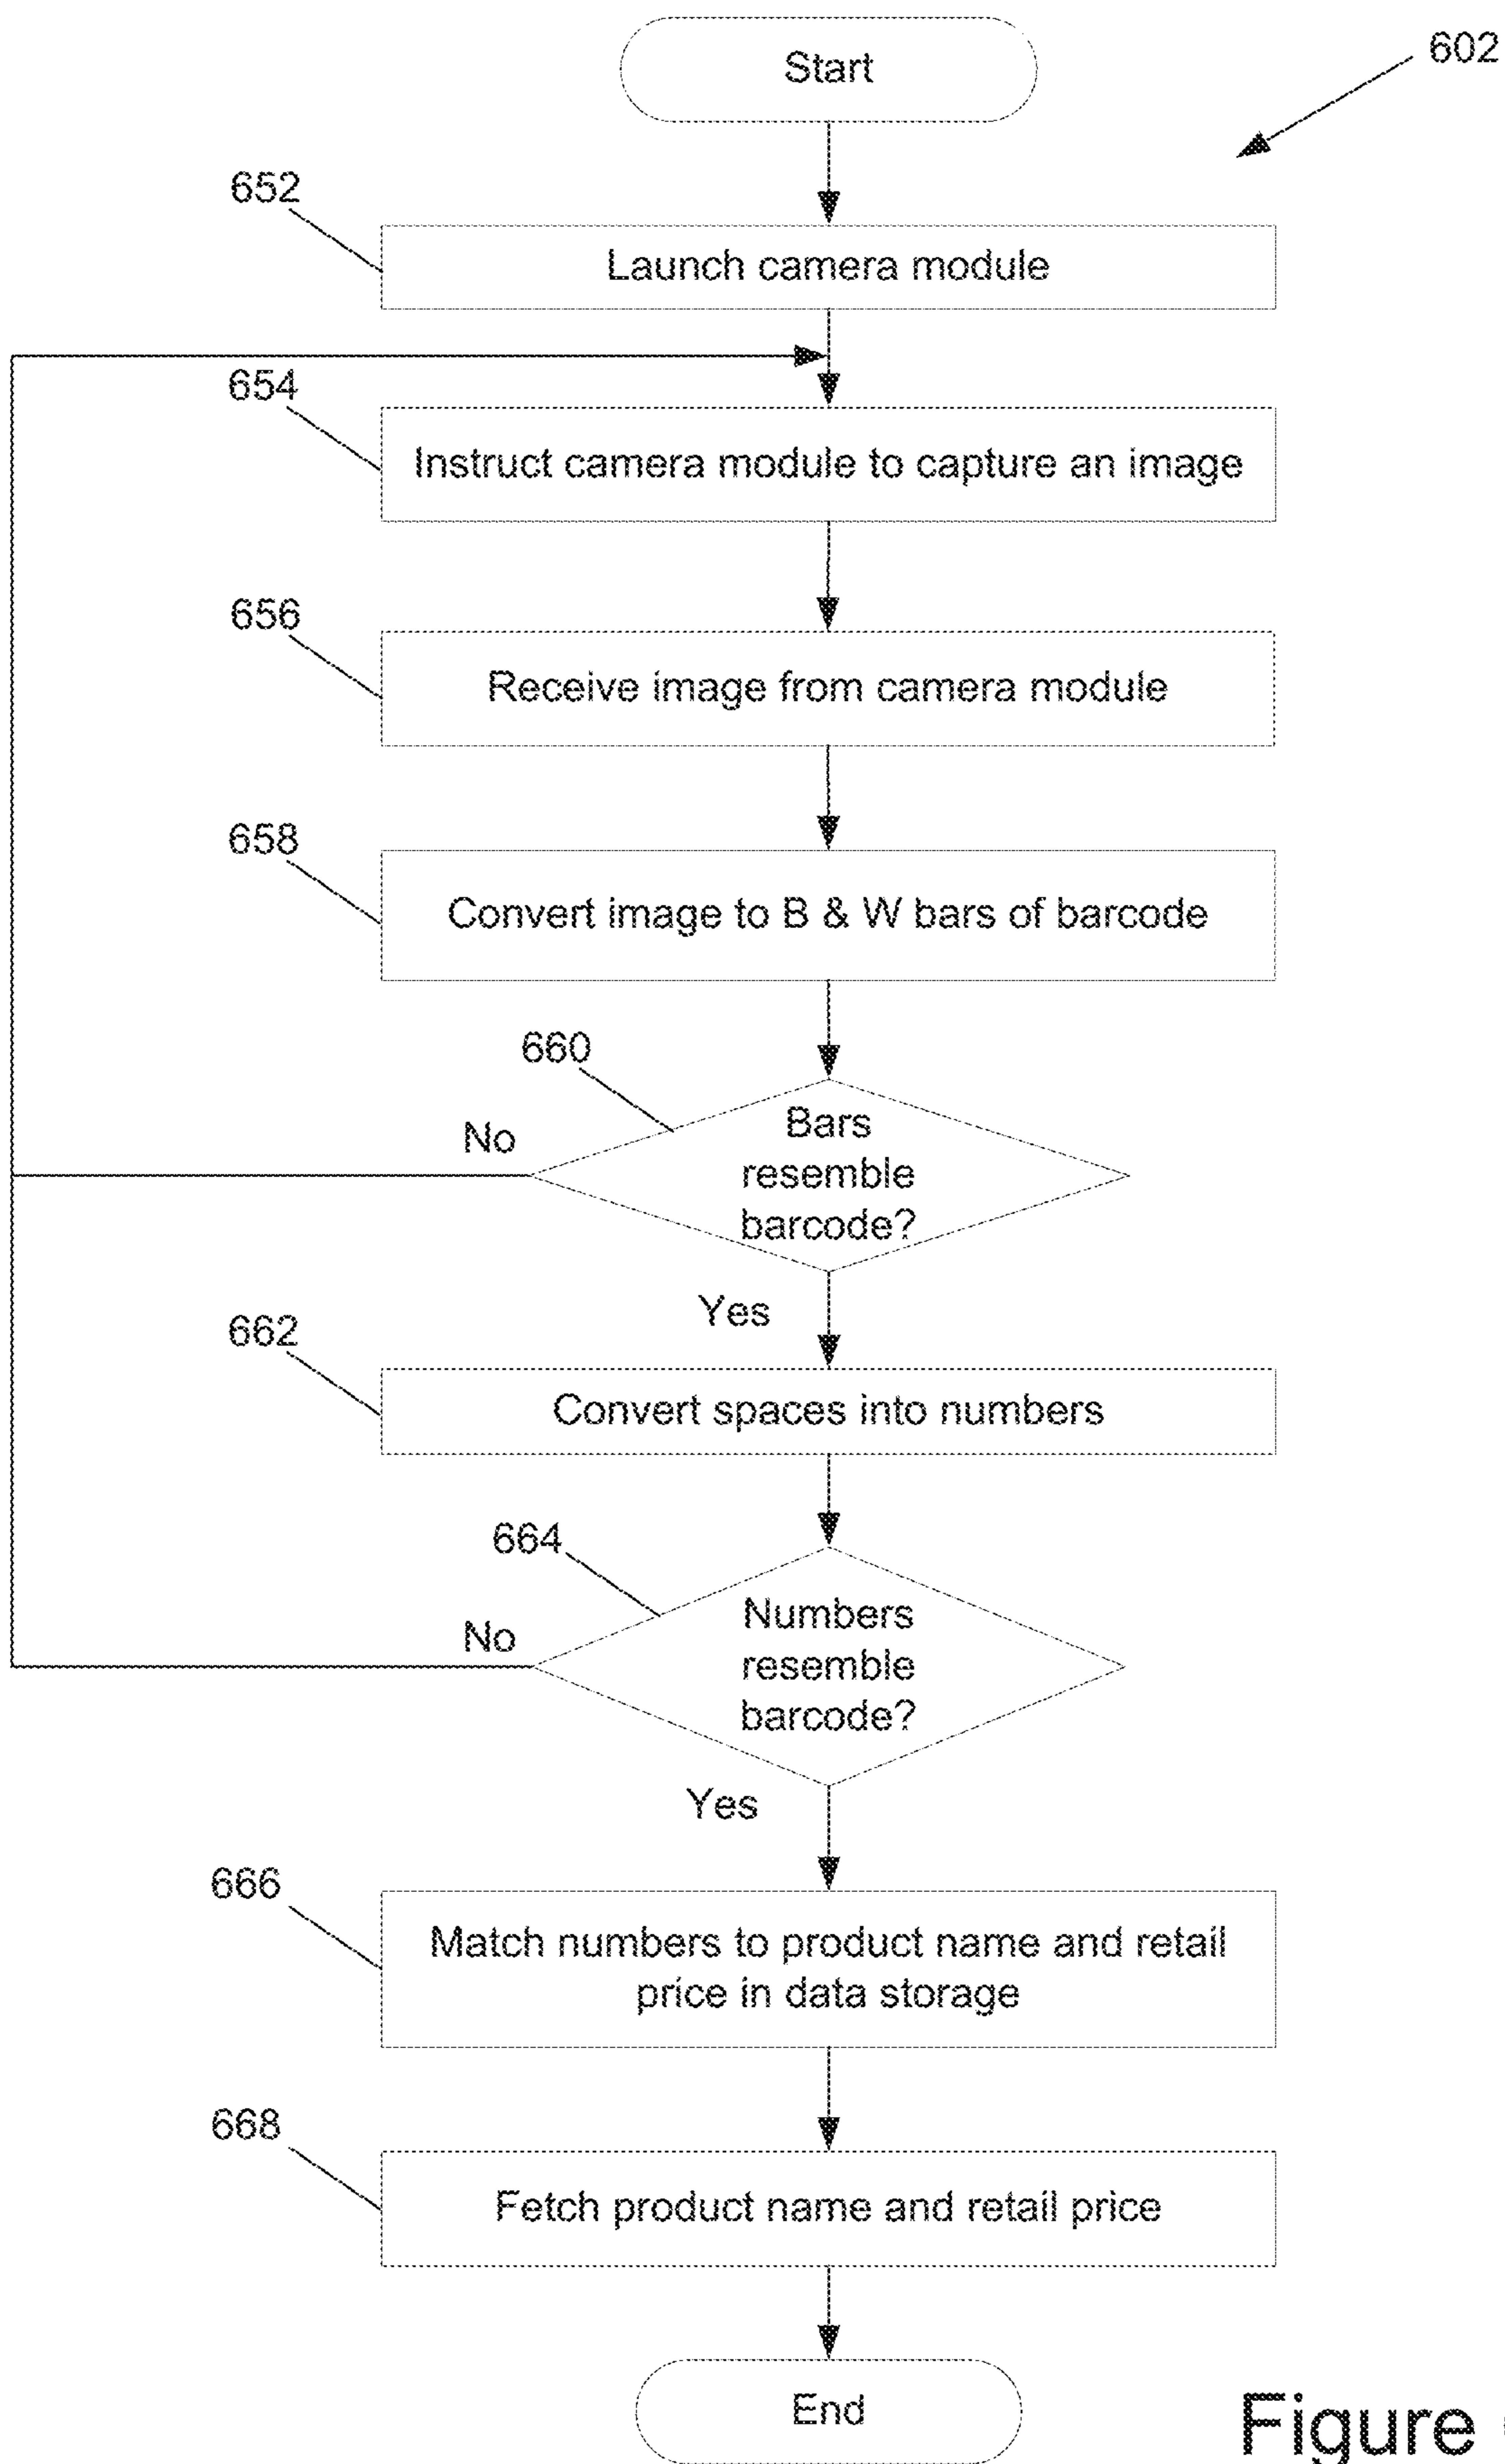 Start
602
652
Launch camera module
654
Instruct camera module to capture an image
656
Receive image from camera module
658
Convert image to B & W bars of barcode
660
Bars
resemble
barcode?
No
Yes
662
Convert spaces into numbers
664
Numbers
resemble
barcode?
No
Yes
666
Match numbers to product name and retail
price in data storage
668
Fetch product name and retail price
End
Figure